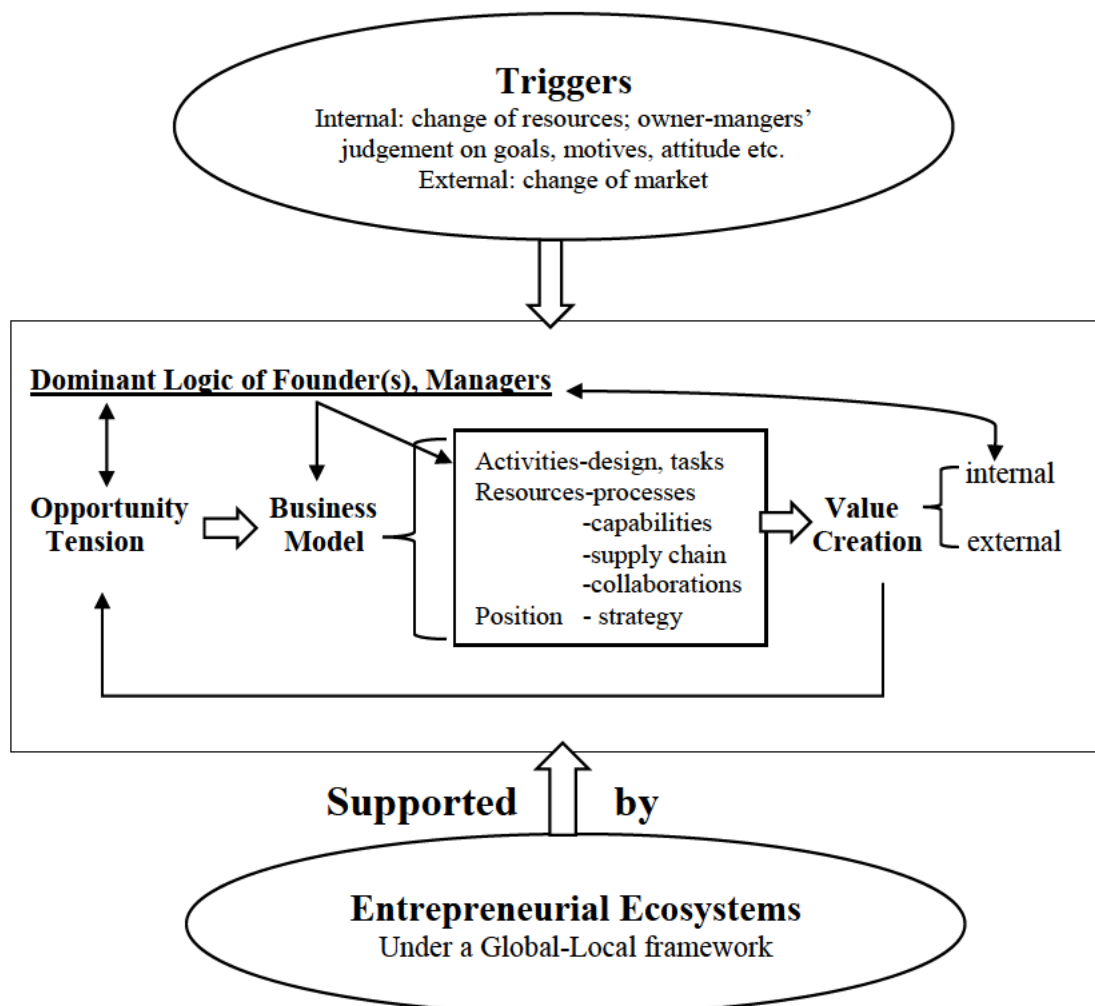 Triggers
Internal: change of resources; owner-mangers’
judgement on goals, motives, attitude etc.
External: change of market
Dominant Logic of Founder(s), Managers
Opportunity
Tension
Business
Model
Activities-design, tasks
Resources-processes
-capabilities
-supply chain
-collaborations
Position - strategy
Value
Creation
internal
external
Supported by
Entrepreneurial Ecosystems
Under a Global-Local framework